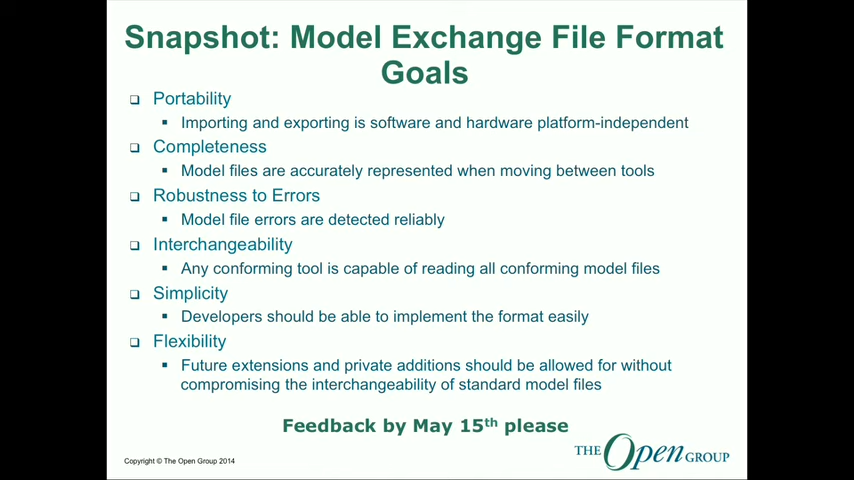 Snapshot: Model Exchange File Format
Goals
Portability
Importing and exporting is software and hardware platform-independent
Completeness
Model files are accurately represented when moving between tools
Robustness to Errors
Model file errors are detected reliably
Interchangeability
Any conforming tool is capable of reading all conforming model files
Simplicity
Developers should be able to implement the format easily
Flexibility
Future extensions and private additions should be allowed for without
compromising the interchangeability of standard model files
Feedback by May 15th please
Copyright © The Open Group 2014
THE Open GROUP